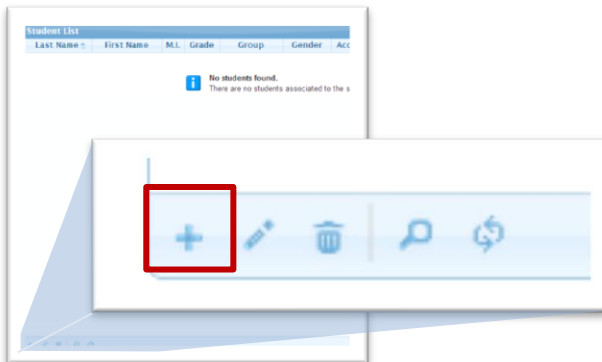 Student List
Last Name First Name M.I. Grade Group Gender Acc
No students found.
There are no students associated to the s